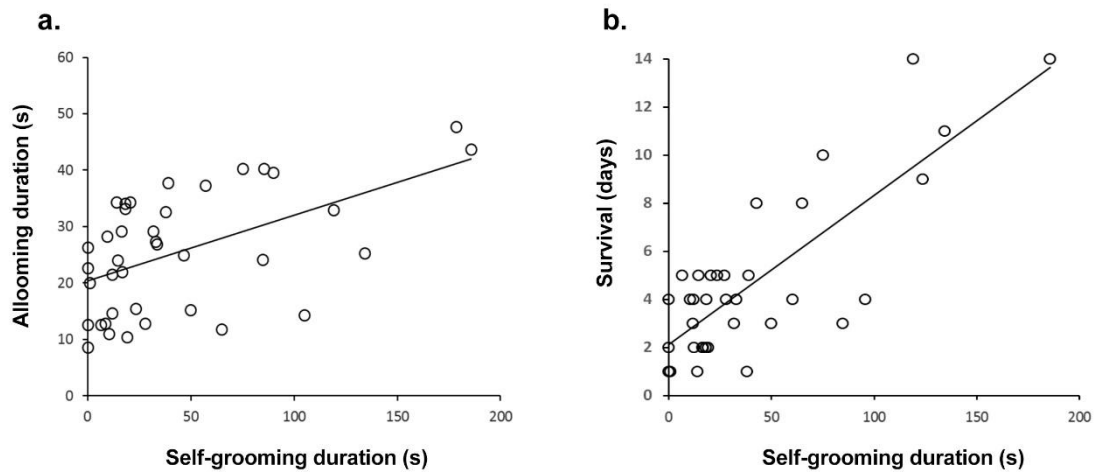 a.
Allooming duration (s)
60
50
40
30
20
10
0
0 50 100 150 200
Self-grooming duration (s)
b.
Survival (days)
14
12
10
8
6
4
2
0
0 50 100 150 200
Self-grooming duration (s)